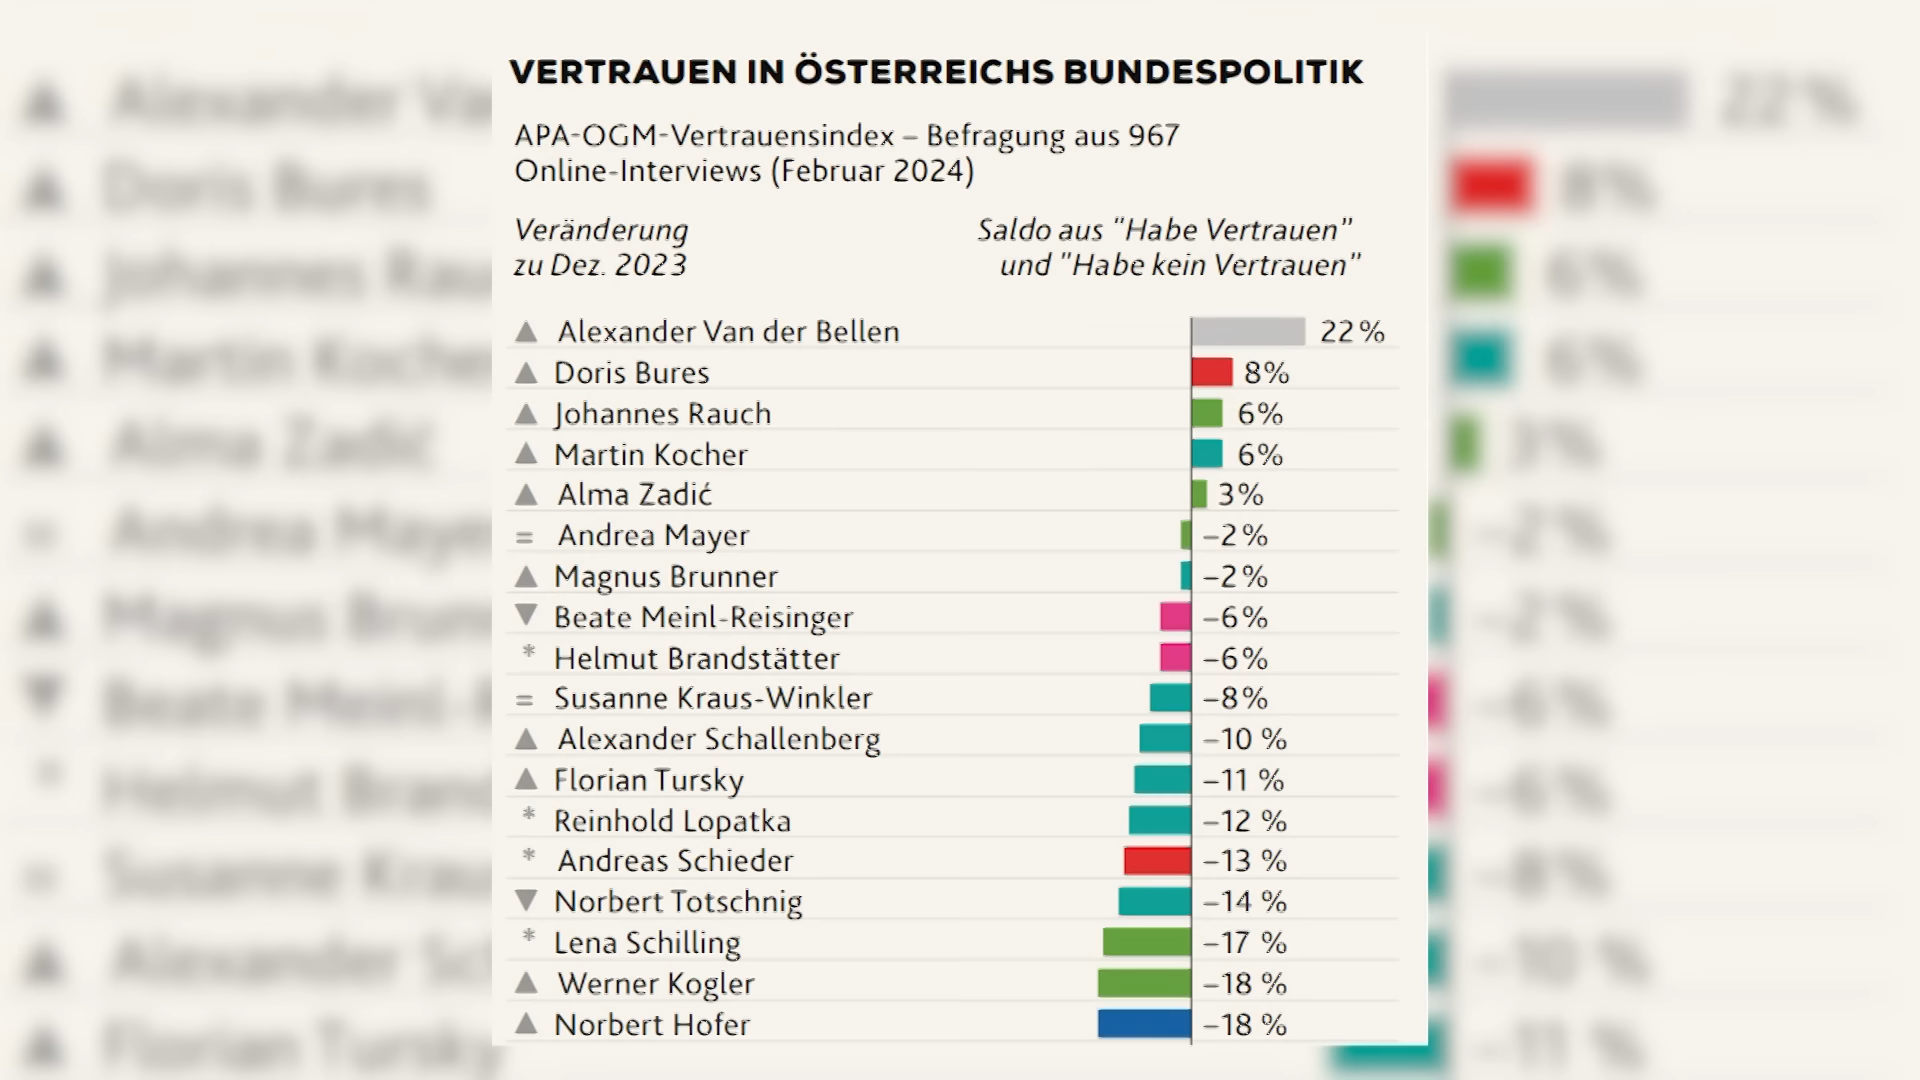 VERTRAUEN IN ÖSTERREICHS BUNDESPOLITIK
APA-OGM-Vertrauensindex – Befragung aus 967
Online-Interviews (Februar 2024)
Veränderung
zu Dez. 2023
Saldo aus "Habe Vertrauen"
und "Habe kein Vertrauen"
▲ Alexander Van der Bellen 22%
▲ Doris Bures 8%
▲ Johannes Rauch 6%
▲ Martin Kocher 6%
▲ Alma Zadić 3%
= Andrea Mayer –2%
▲ Magnus Brunner –2%
▼ Beate Meinl-Reisinger –6%
* Helmut Brandstätter –6%
= Susanne Kraus-Winkler –8%
▲ Alexander Schallenberg –10 %
▲ Florian Tursky –11 %
* Reinhold Lopatka –12 %
* Andreas Schieder –13 %
▼ Norbert Totschnig –14 %
* Lena Schilling –17 %
▲ Werner Kogler –18 %
▲ Norbert Hofer –18 %